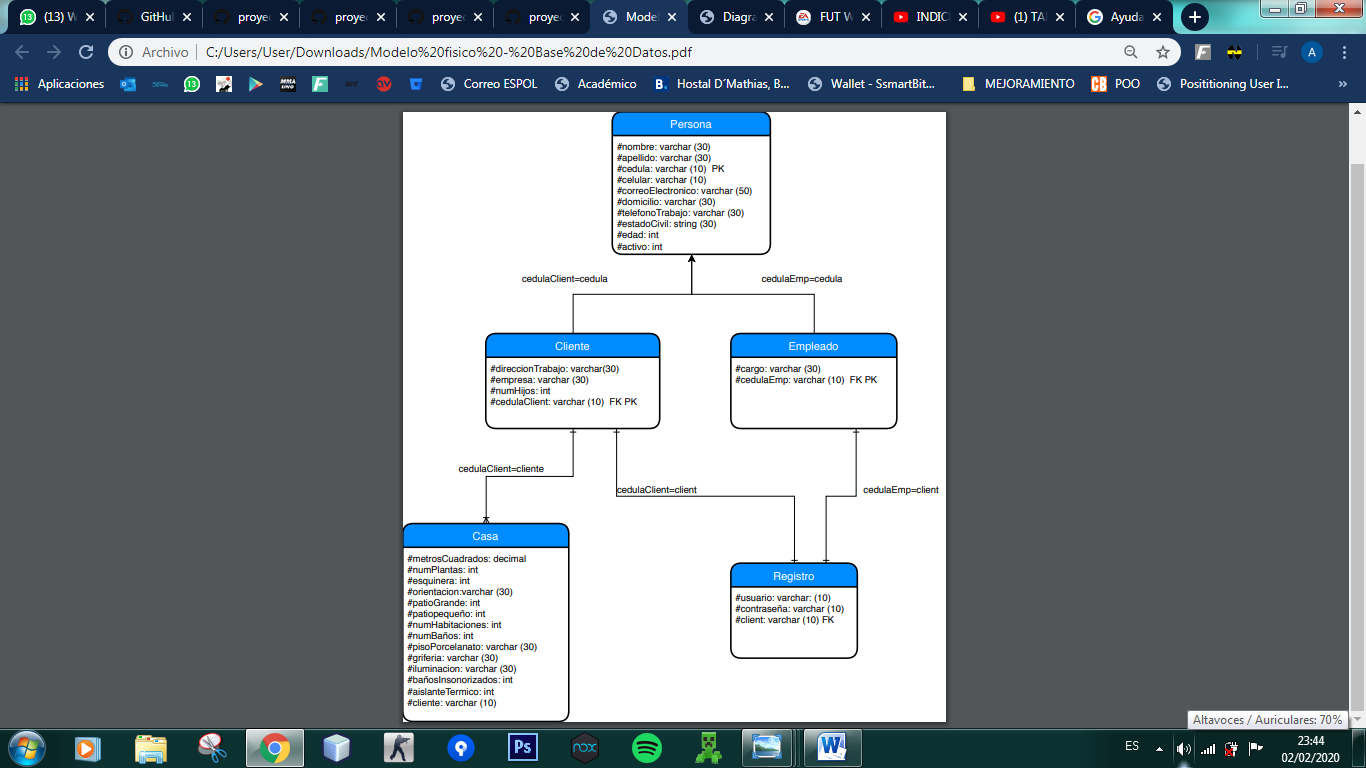 (13) W
GitHul
proye
proye
proye
proye
Mode
Diagra
FUT W
INDIC
(1) TAI
Ayuda
Archivo
C:/Users/User/Downloads/Modelo%20fisico%20-%20Base%20de%20Datos.pdf
A
Aplicaciones
13
Correo ESPOL
Académico
B.
Hostal D´Mathias, B...
Wallet - SsmartBit...
MEJORAMIENTO
CB
POO
Posititioning User I...
»
Persona
#nombre: varchar (30)
#apellido: varchar (30)
#cedula: varchar (10) PK
#celular: varchar (10)
#correoElectronico: varchar (50)
#domicilio: varchar (30)
#telefonoTrabajo: varchar (30)
#estadoCivil: string (30)
#edad: int
#activo: int
cedulaClient=cedula
cedulaEmp=cedula
Cliente
#direccionTrabajo: varchar(30)
#empresa: varchar (30)
#numHijos: int
#cedulaClient: varchar (10) FK PK
Empleado
#cargo: varchar (30)
#cedulaEmp: varchar (10) FK PK
cedulaClient=cliente
cedulaClient=client
cedulaEmp=client
Casa
#metrosCuadrados: decimal
#numPlantas: int
#esquinera: int
#orientacion:varchar (30)
#patioGrande: int
#patiopequeño: int
#numHabitaciones: int
#numBaños: int
#pisoPorcelanato: varchar (30)
#griferia: varchar (30)
#iluminacion: varchar (30)
#bañosInsonorizados: int
#aislanteTermico: int
#cliente: varchar (10)
Registro
#usuario: varchar: (10)
#contraseña: varchar (10)
#client: varchar (10) FK
Altavoces / Auriculares: 70%
Ps
nox
W
ES
23:44
02/02/2020